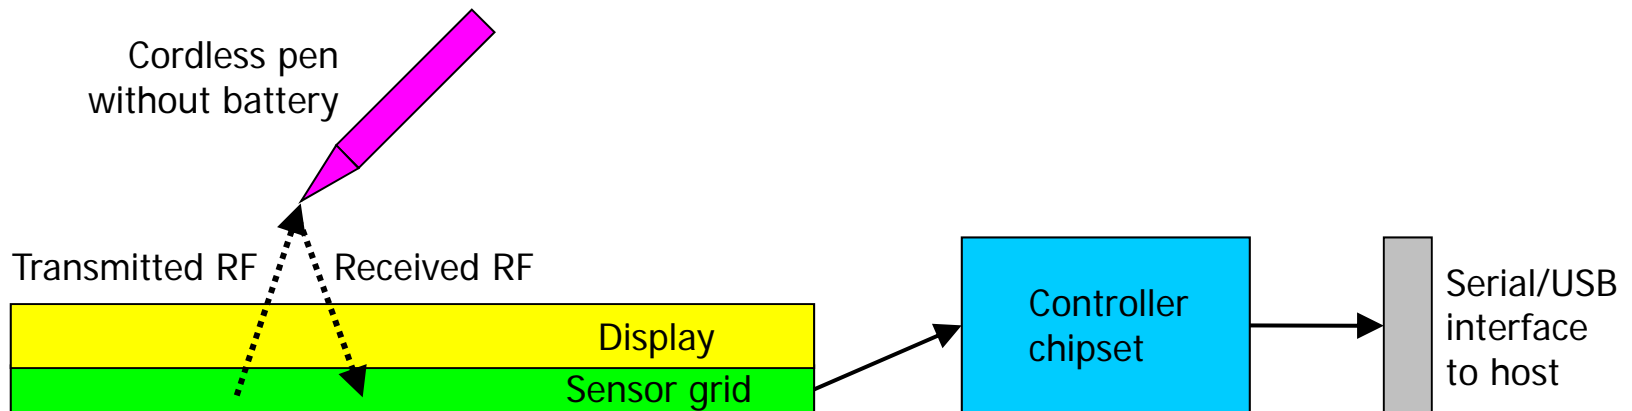 Cordless pen
without battery
Transmitted RF
Received RF
Display
Sensor grid
Controller
chipset
Serial/USB
interface
to host